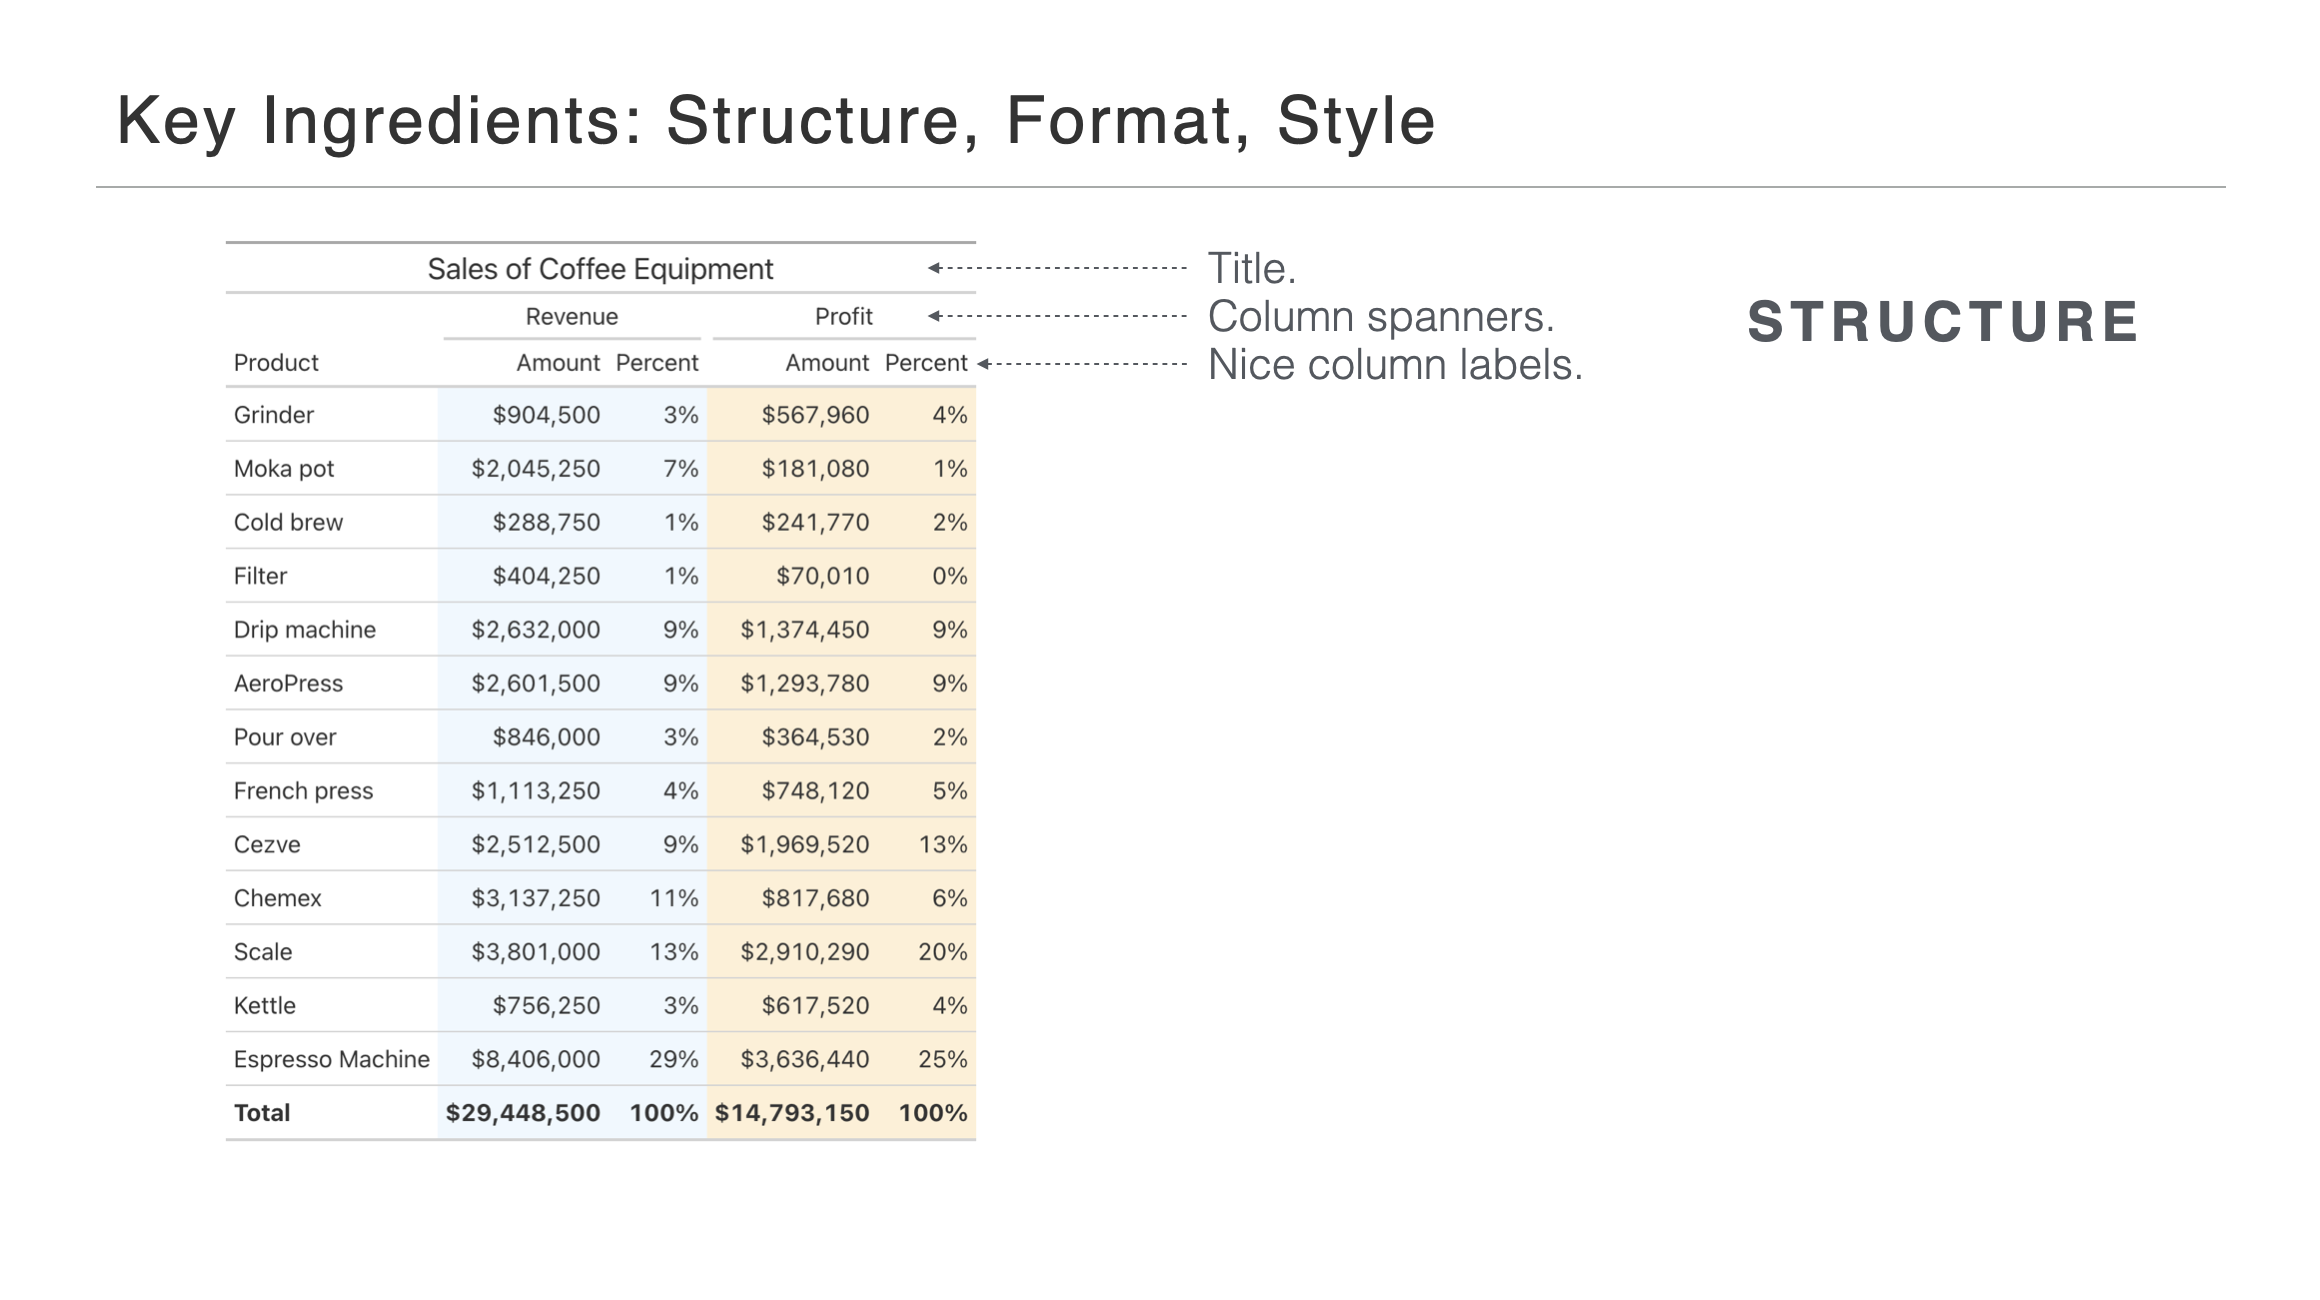 Key Ingredients: Structure, Format, Style
Sales of Coffee Equipment
Title.
Revenue Profit
Column spanners.
STRUCTURE
Product Amount Percent Amount Percent
Nice column labels.
Grinder $904,500 3% $567,960 4%
Moka pot $2,045,250 7% $181,080 1%
Cold brew $288,750 1% $241,770 2%
Filter $404,250 1% $70,010 0%
Drip machine $2,632,000 9% $1,374,450 9%
AeroPress $2,601,500 9% $1,293,780 9%
Pour over $846,000 3% $364,530 2%
French press $1,113,250 4% $748,120 5%
Cezve $2,512,500 9% $1,969,520 13%
Chemex $3,137,250 11% $817,680 6%
Scale $3,801,000 13% $2,910,290 20%
Kettle $756,250 3% $617,520 4%
Espresso Machine $8,406,000 29% $3,636,440 25%
Total $29,448,500 100% $14,793,150 100%